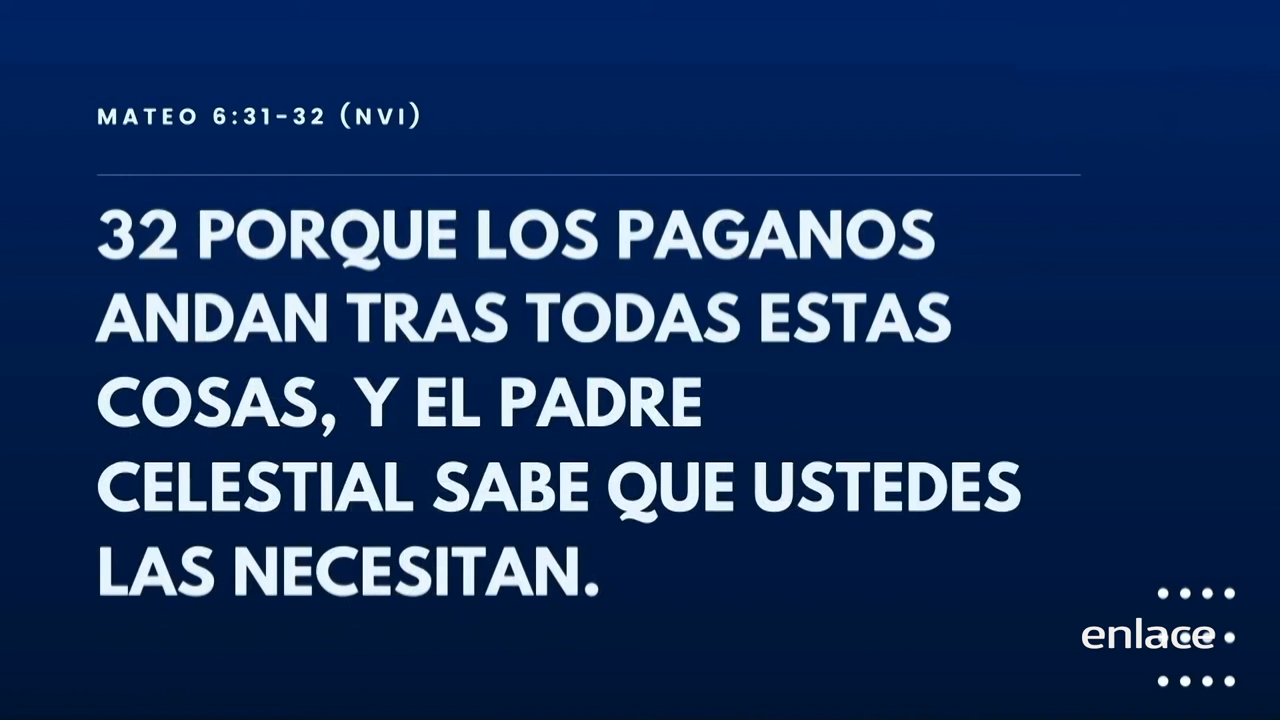 MATEO 6:31-32 (NVI)
32 PORQUE LOS PAGANOS
ANDAN TRAS TODAS ESTAS
COSAS, Y EL PADRE
CELESTIAL SABE QUE USTEDES
LAS NECESITAN.
enlace